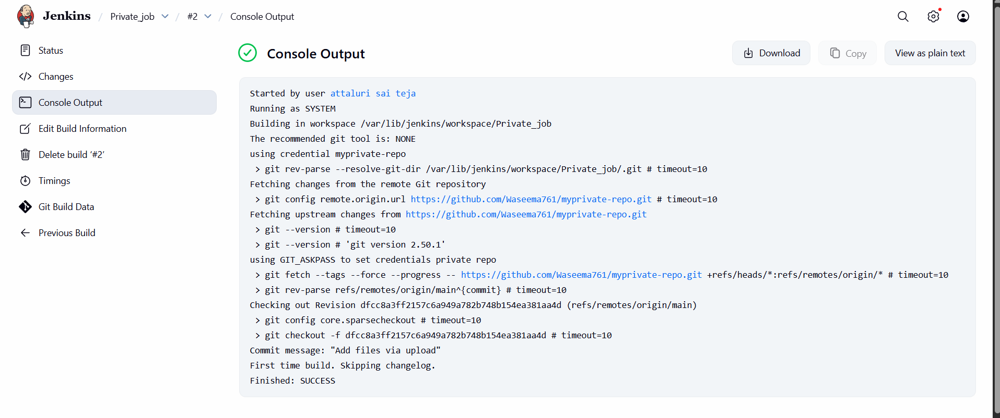 Jenkins / Private_job / #2 / Console Output
Status
Changes
Console Output
Edit Build Information
Delete build ‘#2’
Timings
Git Build Data
Previous Build
Console Output
Download
Copy
View as plain text
Started by user attaluri sai teja
Running as SYSTEM
Building in workspace /var/lib/jenkins/workspace/Private_job
The recommended git tool is: NONE
using credential myprivate-repo
> git rev-parse --resolve-git-dir /var/lib/jenkins/workspace/Private_job/.git # timeout=10
Fetching changes from the remote Git repository
> git config remote.origin.url https://github.com/Waseema761/myprivate-repo.git # timeout=10
Fetching upstream changes from https://github.com/Waseema761/myprivate-repo.git
> git --version # timeout=10
> git --version # 'git version 2.50.1'
using GIT_ASKPASS to set credentials private repo
> git fetch --tags --force --progress -- https://github.com/Waseema761/myprivate-repo.git +refs/heads/*:refs/remotes/origin/* # timeout=10
> git rev-parse refs/remotes/origin/main^{commit} # timeout=10
Checking out Revision dfcc8a3ff2157c6a949a782b748b154ea381aa4d (refs/remotes/origin/main)
> git config core.sparsecheckout # timeout=10
> git checkout -f dfcc8a3ff2157c6a949a782b748b154ea381aa4d # timeout=10
Commit message: "Add files via upload"
First time build. Skipping changelog.
Finished: SUCCESS